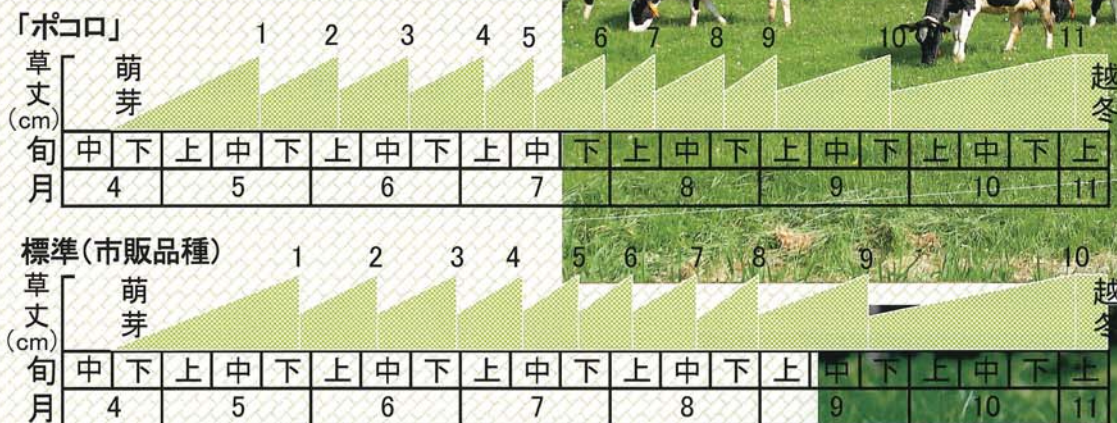 「ポコロ」
1 2 3 4 5 6 7 8 9 10 11
草丈(cm)
萌芽
越冬
旬 中 下 上 中 下 上 中 下 上 中 下 上 中 下 上 中 下 上 中 下 上
月 4 5 6 7 8 9 10 11
標準(市販品種)
1 2 3 4 5 6 7 8 9 10
草丈(cm)
萌芽
越冬
旬 中 下 上 中 下 上 中 下 上 中 下 上 中 下 上 中 下 上 中 下 上
月 4 5 6 7 8 9 10 11